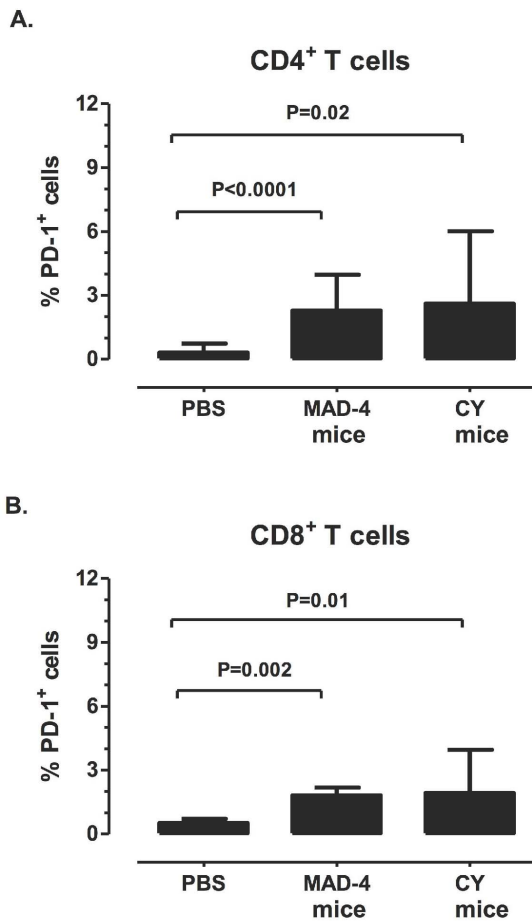 A.
CD4⁺ T cells
% PD-1⁺ cells
12
9
6
3
0
P=0.02
P<0.0001
PBS MAD-4 CY
mice mice
B.
CD8⁺ T cells
% PD-1⁺ cells
12
9
6
3
0
P=0.01
P=0.002
PBS MAD-4 CY
mice mice